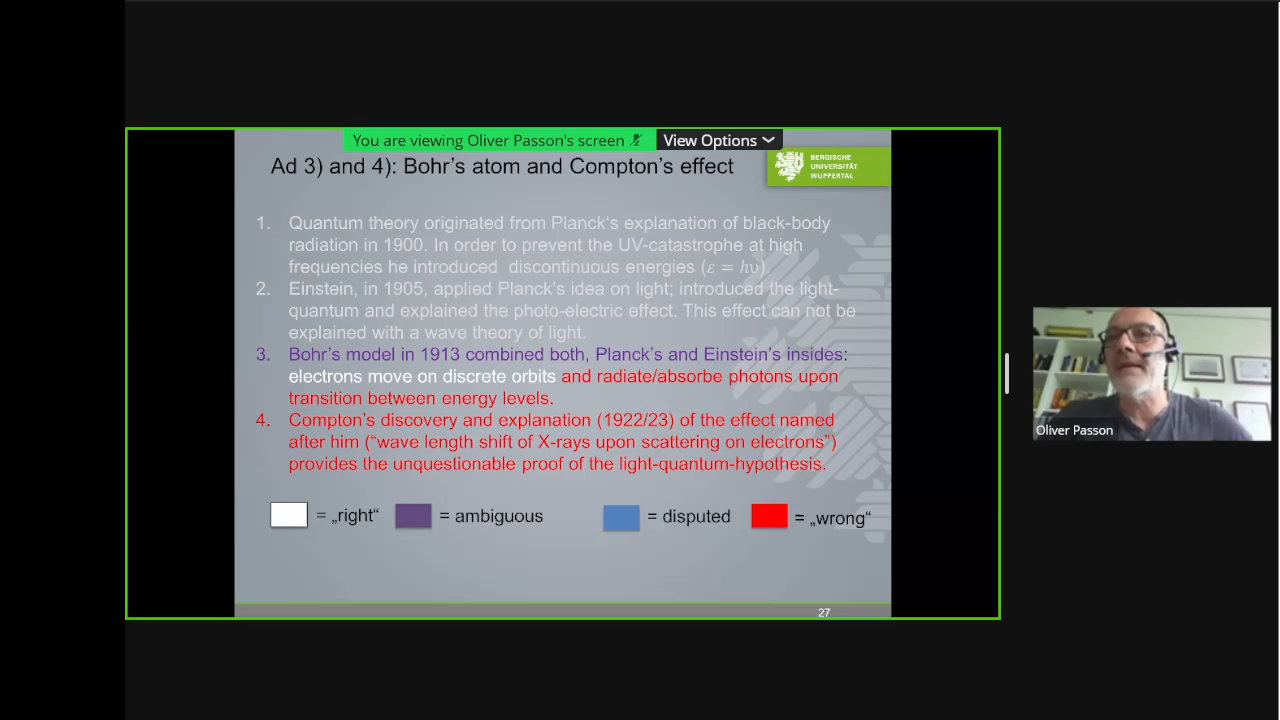 You are viewing Oliver Passon's screen
View Options
Ad 3) and 4): Bohr's atom and Compton's effect
BERGISCHE
UNIVERSITÄT
WUPPERTAL
1. Quantum theory originated from Planck's explanation of black-body
radiation in 1900. In order to prevent the UV-catastrophe at high
frequencies he introduced discontinuous energies (ε = hυ).
2. Einstein, in 1905, applied Planck's idea on light; introduced the light-
quantum and explained the photo-electric effect. This effect can not be
explained with a wave theory of light.
3. Bohr's model in 1913 combined both, Planck's and Einstein's insides:
electrons move on discrete orbits and radiate/absorbe photons upon
transition between energy levels.
4. Compton's discovery and explanation (1922/23) of the effect named
after him ("wave length shift of X-rays upon scattering on electrons")
provides the unquestionable proof of the light-quantum-hypothesis.
= „right“
= ambiguous
= disputed
= „wrong“
27
Oliver Passon